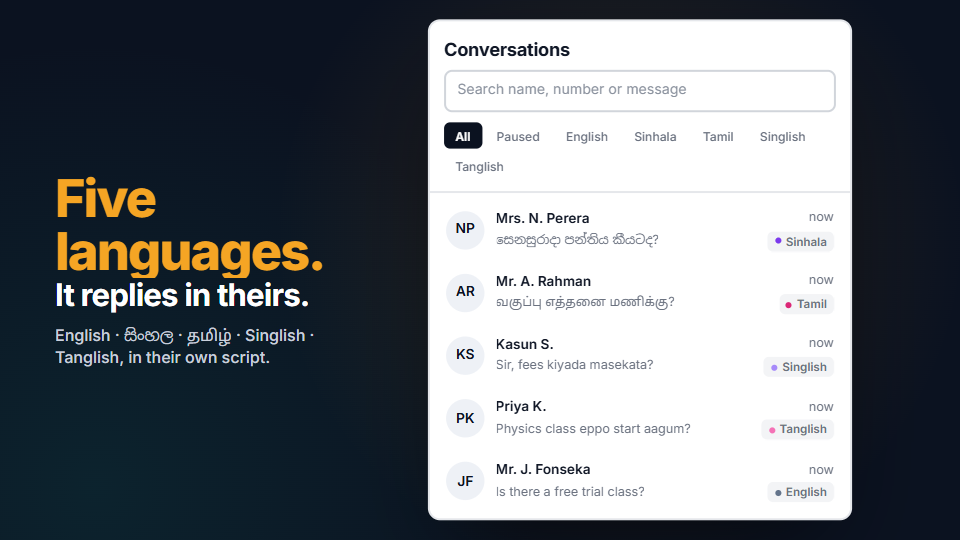 Five
languages.
It replies in theirs.
English · සිංහල · தமிழ் · Singlish ·
Tanglish, in their own script.
Conversations
Search name, number or message
All Paused English Sinhala Tamil Singlish
Tanglish
NP Mrs. N. Perera now
සෙනසුරාදා පන්තිය කීයටද? Sinhala
AR Mr. A. Rahman now
வகுப்பு எத்தனை மணிக்கு? Tamil
KS Kasun S. now
Sir, fees kiyada masekata? Singlish
PK Priya K. now
Physics class eppo start aagum? Tanglish
JF Mr. J. Fonseka now
Is there a free trial class? English